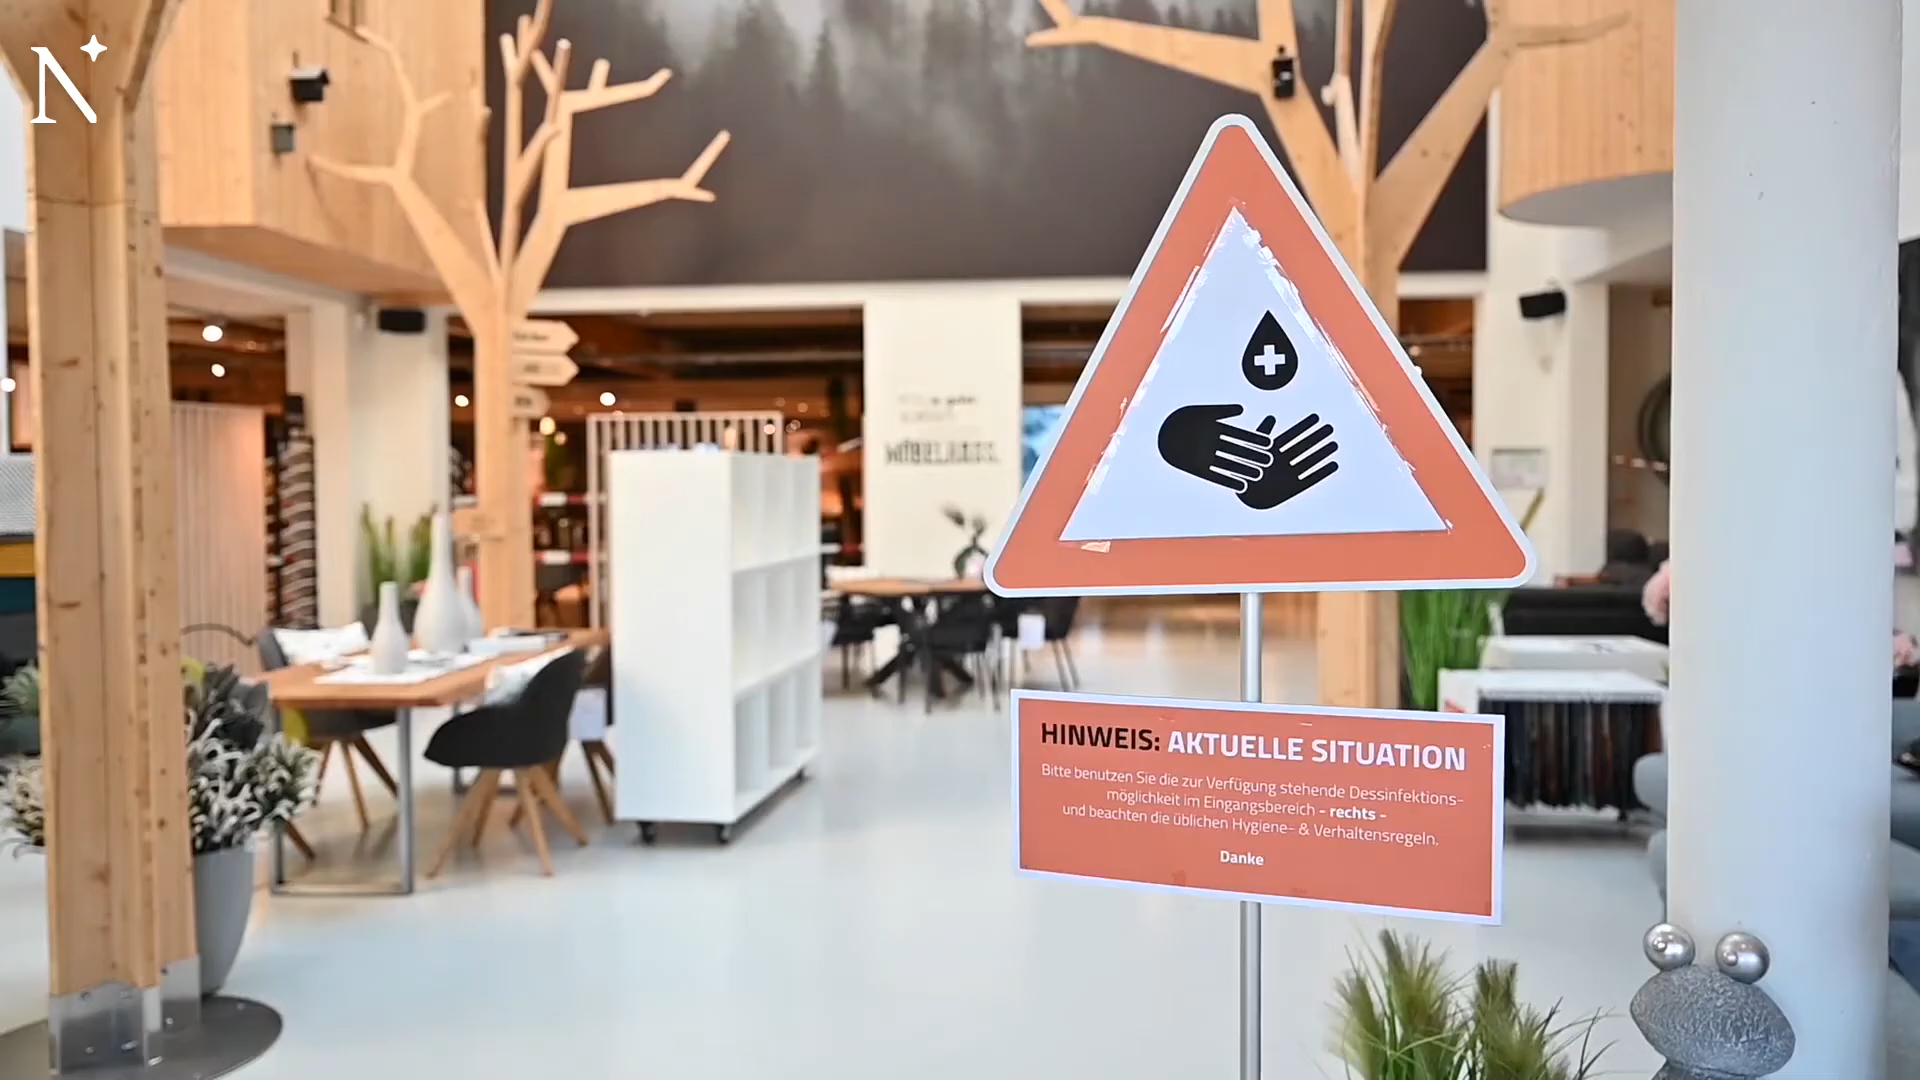 N
HINWEIS: AKTUELLE SITUATION
Bitte benutzen Sie die zur Verfügung stehende Dessinfektions-
möglichkeit im Eingangsbereich - rechts -
und beachten die üblichen Hygiene- & Verhaltensregeln.
Danke